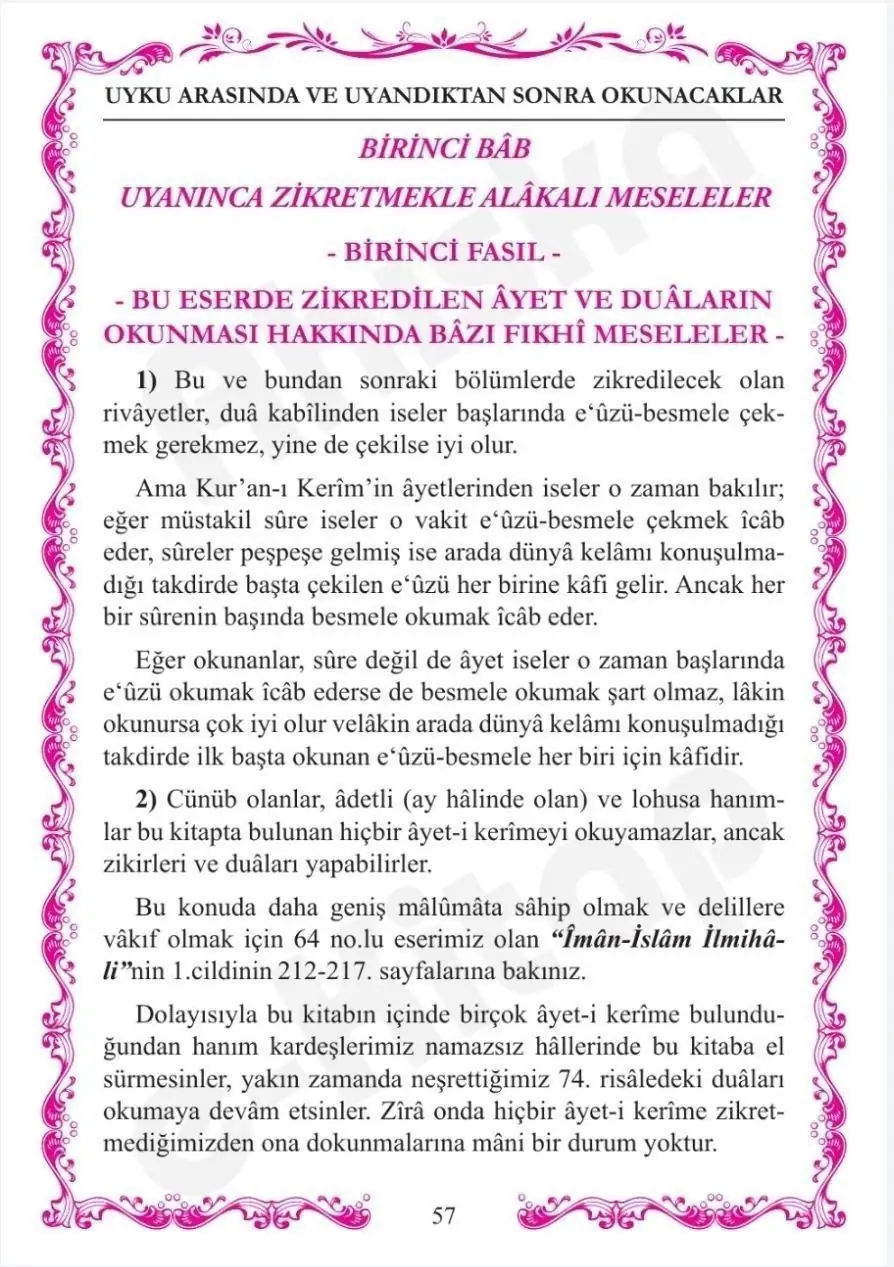 UYKU ARASINDA VE UYANDIKTAN SONRA OKUNACAKLAR
BİRİNCİ BÂB
UYANINCA ZİKRETMEKLE ALÂKALI MESELELER
- BİRİNCİ FASIL -
- BU ESERDE ZİKREDİLEN ÂYET VE DUÂLARIN
OKUNMASI HAKKINDA BÂZI FIKHÎ MESELELER -
1) Bu ve bundan sonraki bölümlerde zikredilecek olan
rivâyetler, duâ kabîlinden iseler başlarında e‘ûzü-besmele çek-
mek gerekmez, yine de çekilse iyi olur.
Ama Kur’an-ı Kerîm’in âyetlerinden iseler o zaman bakılır;
eğer müstakil sûre iseler o vakit e‘ûzü-besmele çekmek îcâb
eder, sûreler peşpeşe gelmiş ise arada dünyâ kelâmı konuşulma-
dığı takdirde başta çekilen e‘ûzü her birine kâfi gelir. Ancak her
bir sûrenin başında besmele okumak îcâb eder.
Eğer okunanlar, sûre değil de âyet iseler o zaman başlarında
e‘ûzü okumak îcâb ederse de besmele okumak şart olmaz, lâkin
okunursa çok iyi olur velâkin arada dünyâ kelâmı konuşulmadığı
takdirde ilk başta okunan e‘ûzü-besmele her biri için kâfidir.
2) Cünüb olanlar, âdetli (ay hâlinde olan) ve lohusa hanım-
lar bu kitapta bulunan hiçbir âyet-i kerîmeyi okuyamazlar, ancak
zikirleri ve duâları yapabilirler.
Bu konuda daha geniş mâlûmâta sâhip olmak ve delillere
vâkıf olmak için 64 no.lu eserimiz olan “Îmân-İslâm İlmihâ-
li”nin 1.cildinin 212-217. sayfalarına bakınız.
Dolayısıyla bu kitabın içinde birçok âyet-i kerîme bulundu-
ğundan hanım kardeşlerimiz namazsız hâllerinde bu kitaba el
sürmesinler, yakın zamanda neşrettiğimiz 74. risâledeki duâları
okumaya devâm etsinler. Zîrâ onda hiçbir âyet-i kerîme zikret-
mediğimizden ona dokunmalarına mâni bir durum yoktur.
57